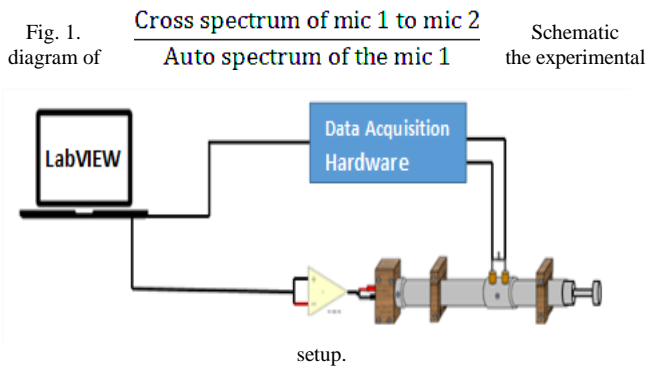 Fig. 1. Schematic
diagram of the experimental
Cross spectrum of mic 1 to mic 2
Auto spectrum of the mic 1
LabVIEW
Data Acquisition
Hardware
setup.